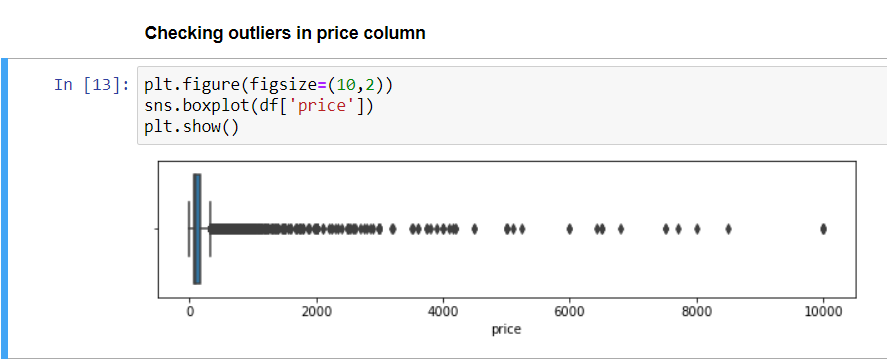 Checking outliers in price column
In [13]: plt.figure(figsize=(10,2))
sns.boxplot(df['price'])
plt.show()
0 2000 4000 6000 8000 10000
price